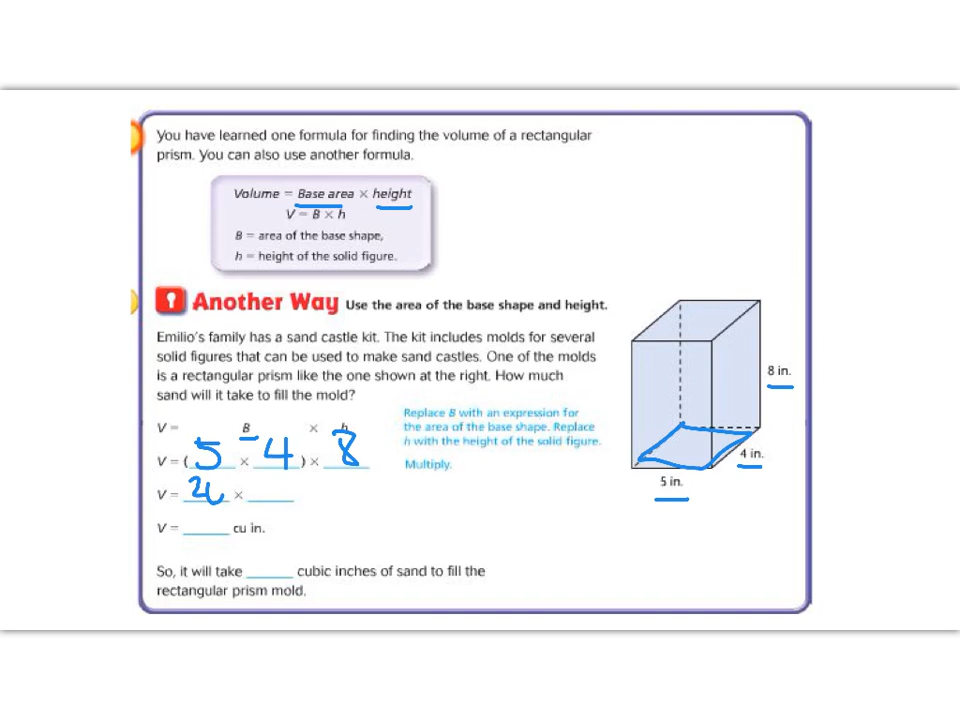 You have learned one formula for finding the volume of a rectangular
prism. You can also use another formula.
Volume = Base area × height
V = B × h
B = area of the base shape,
h = height of the solid figure.
Another Way Use the area of the base shape and height.
Emilio's family has a sand castle kit. The kit includes molds for several
solid figures that can be used to make sand castles. One of the molds
is a rectangular prism like the one shown at the right. How much
sand will it take to fill the mold?
8 in.
4 in.
5 in.
V = B × h
Replace B with an expression for
the area of the base shape. Replace
h with the height of the solid figure.
V = ( 5 × 4 ) × 8
Multiply.
V = 20 × ____
V = ____ cu in.
So, it will take ____ cubic inches of sand to fill the
rectangular prism mold.